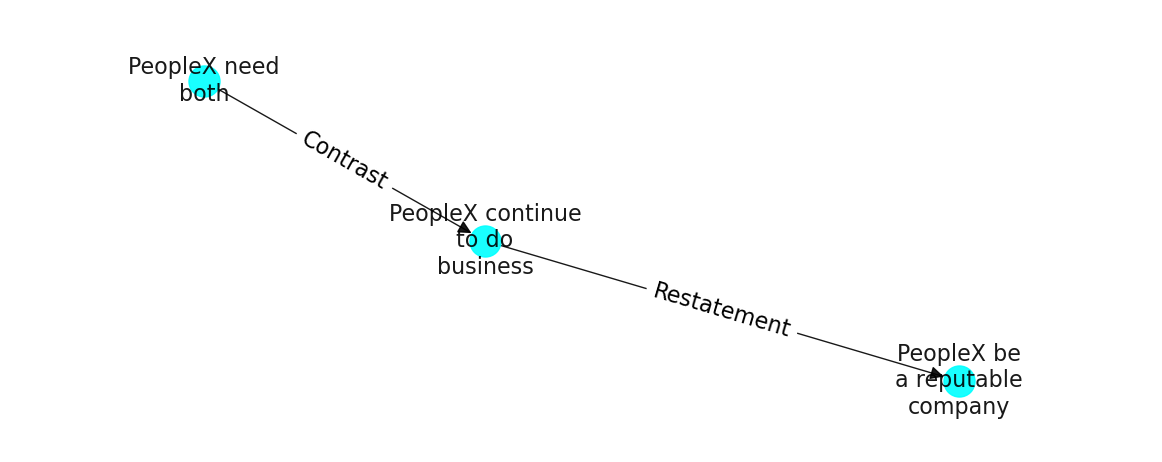 PeopleX need
both
Contrast
PeopleX continue
to do
business
Restatement
PeopleX be
a reputable
company